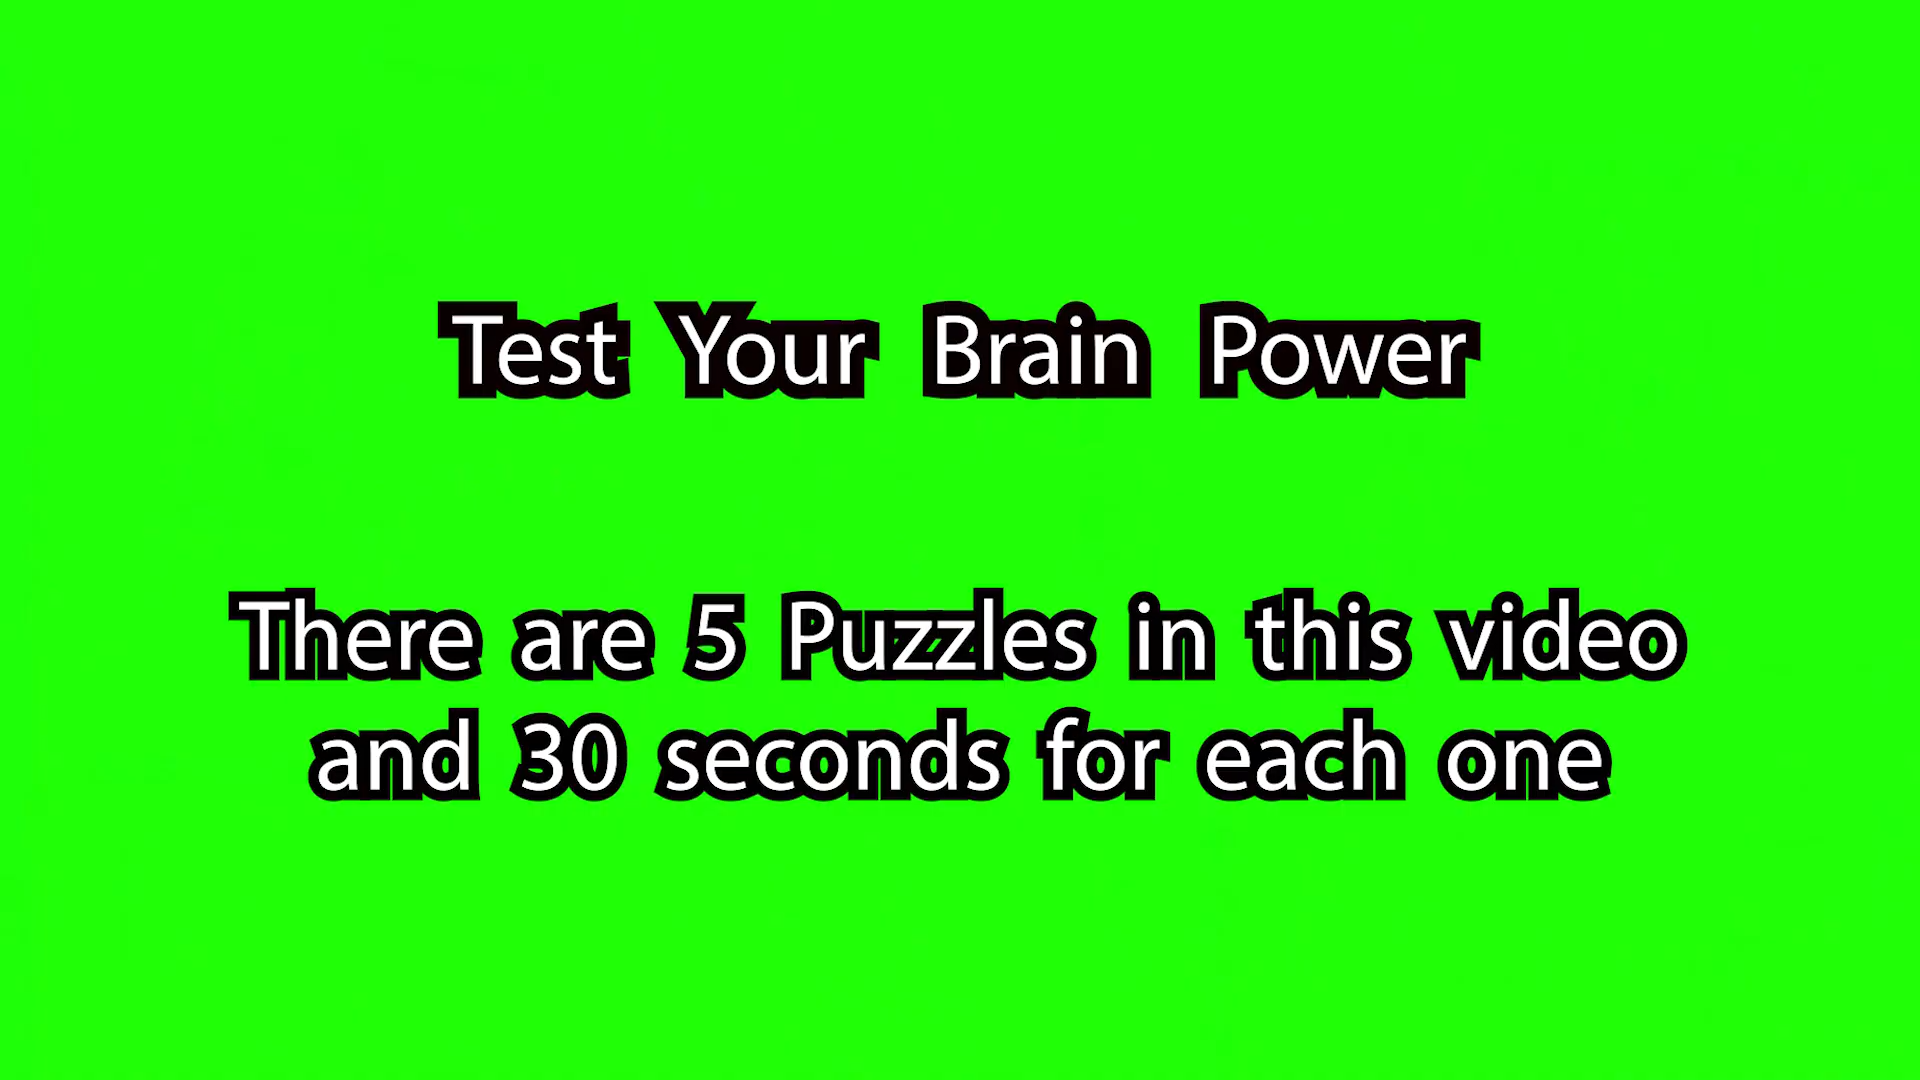 Test Your Brain Power
There are 5 Puzzles in this video
and 30 seconds for each one